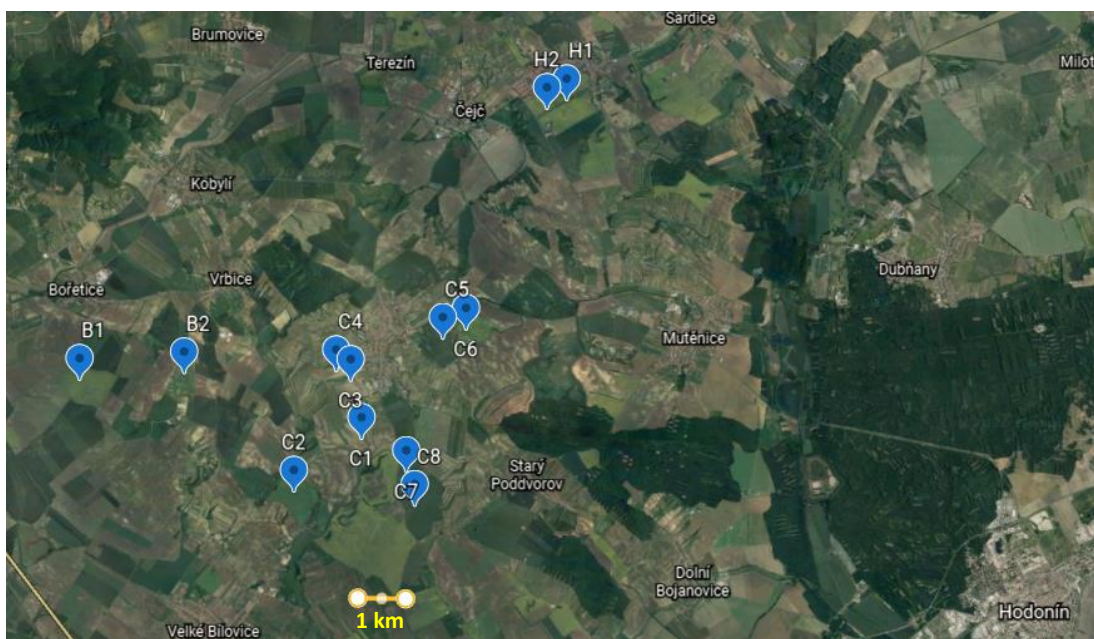 Sardice
Brumovice
H1
H2
Terezín
Milot
Čejč
Kobylí
Dubňany
Vrbice
Bořetice
C5
B2
B1
C4
Mutěnice
C6
C3
C1
C8
C2
Starý
Poddvorov
C7
Dolní
Bojanovice
1 km
Hodonín
Velké Bílovice